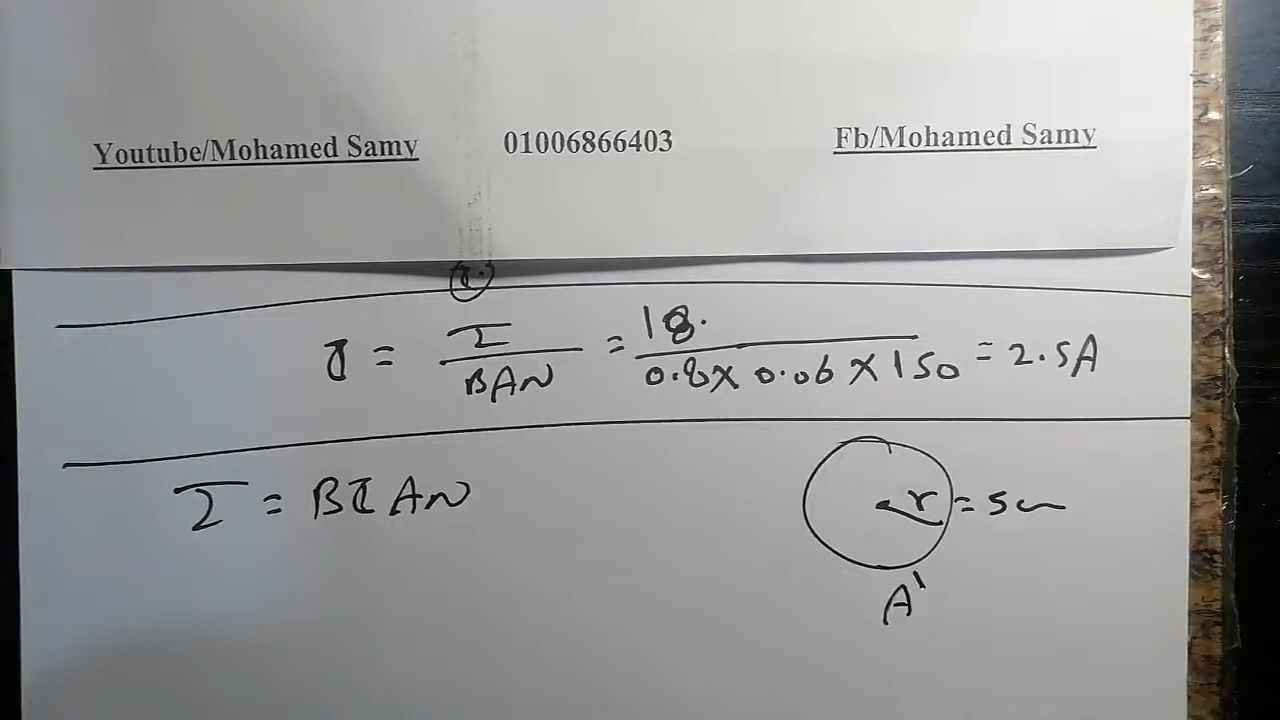 Youtube/Mohamed Samy 01006866403 Fb/Mohamed Samy
I = τ / BAN = 18 / 0.8 × 0.06 × 150 = 2.5A
τ = BIAN
r = 5cm
A'